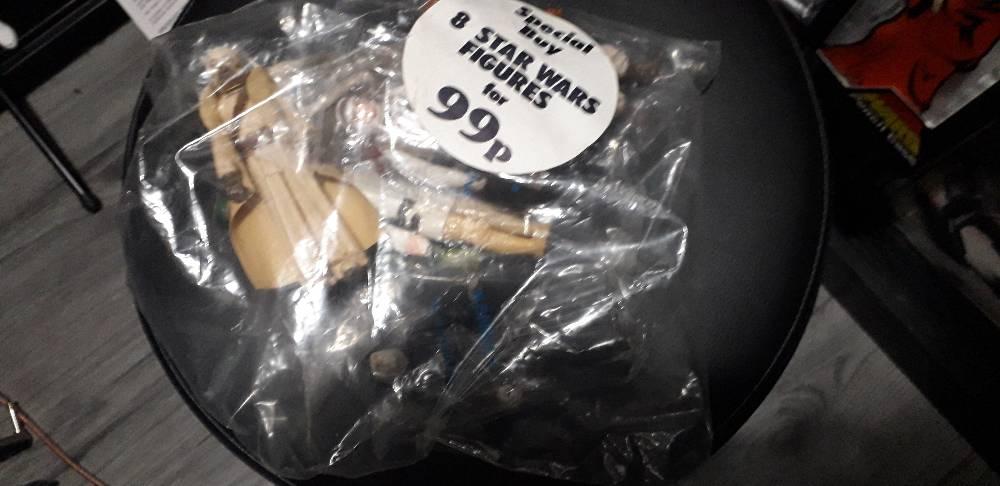 Special
Buy
8 STAR WARS
FIGURES
for
99p